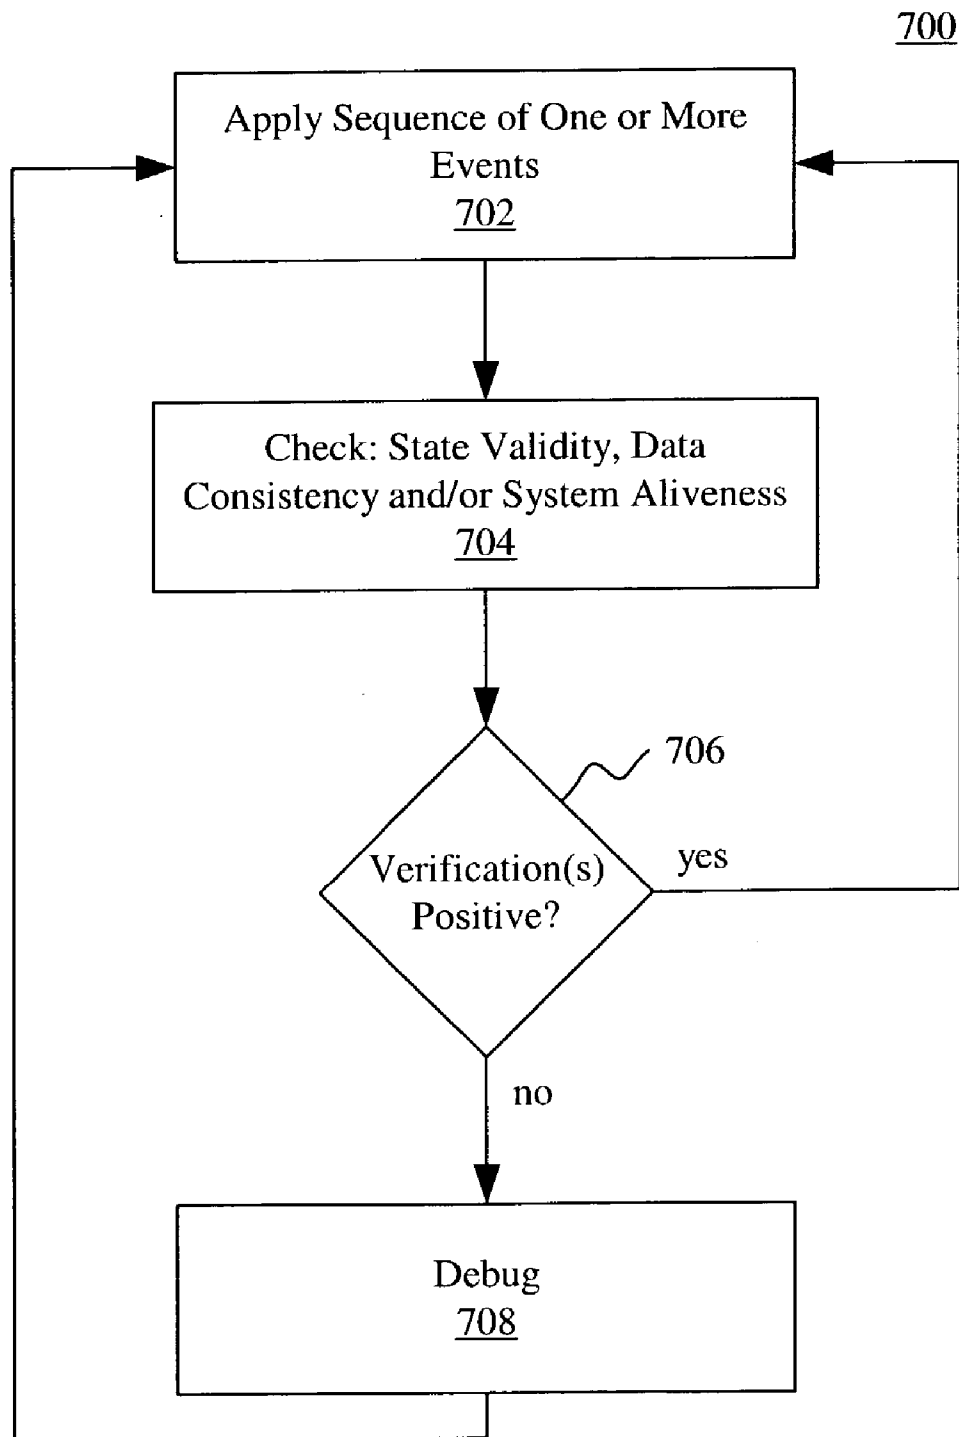 700
Apply Sequence of One or More
Events
702
Check: State Validity, Data
Consistency and/or System Aliveness
704
706
Verification(s)
Positive?
yes
no
Debug
708